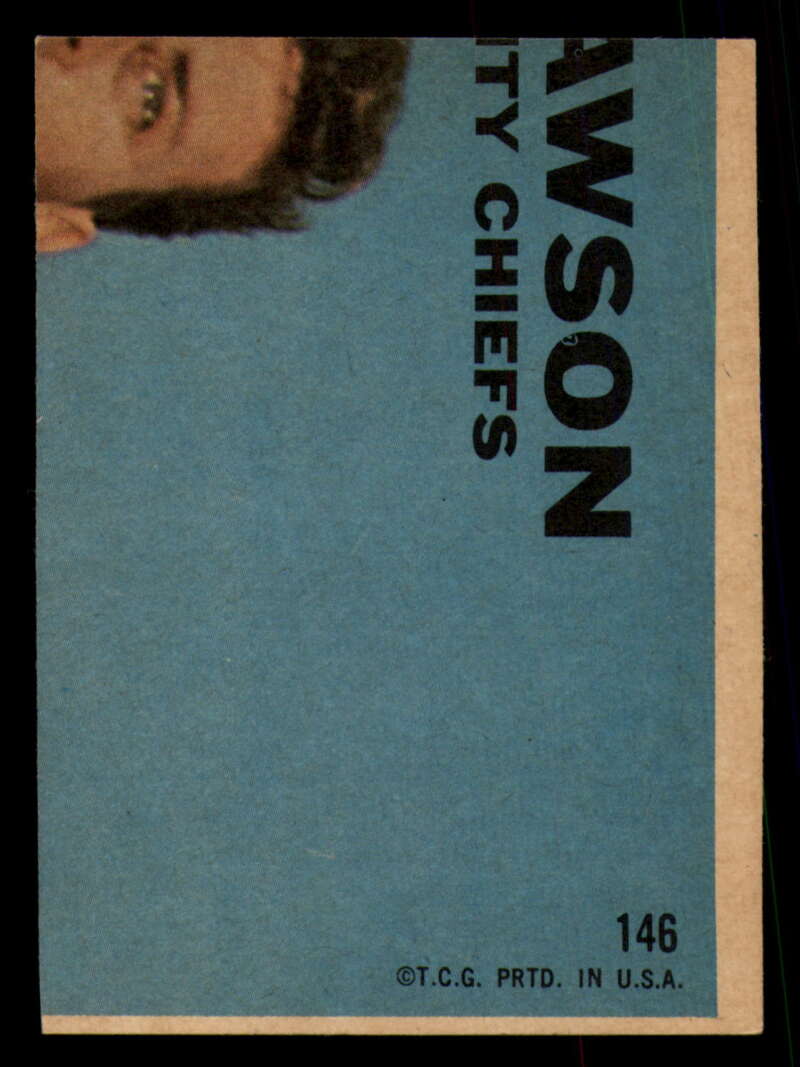 AWSON
ITY CHIEFS
146
©T.C.G. PRTD. IN U.S.A.